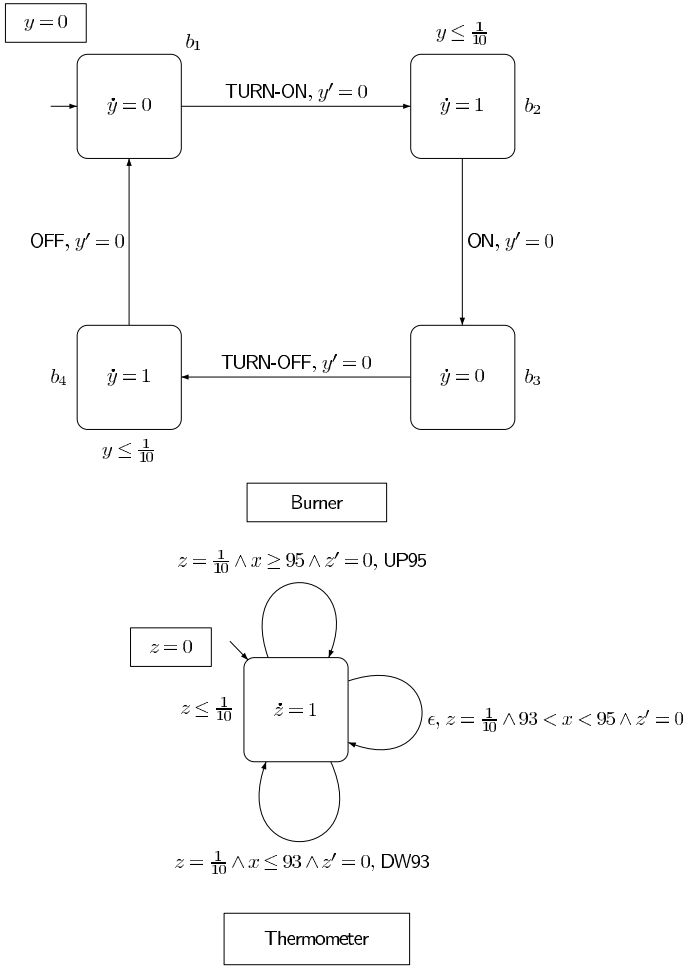 y = 0
b₁
y ≤ 1/10
ẏ = 0
TURN-ON, y′ = 0
ẏ = 1
b₂
OFF, y′ = 0
ON, y′ = 0
b₄
ẏ = 1
TURN-OFF, y′ = 0
ẏ = 0
b₃
y ≤ 1/10
Burner
z = 1/10 ∧ x ≥ 95 ∧ z′ = 0, UP95
z = 0
z ≤ 1/10
ż = 1
ϵ, z = 1/10 ∧ 93 < x < 95 ∧ z′ = 0
z = 1/10 ∧ x ≤ 93 ∧ z′ = 0, DW93
Thermometer